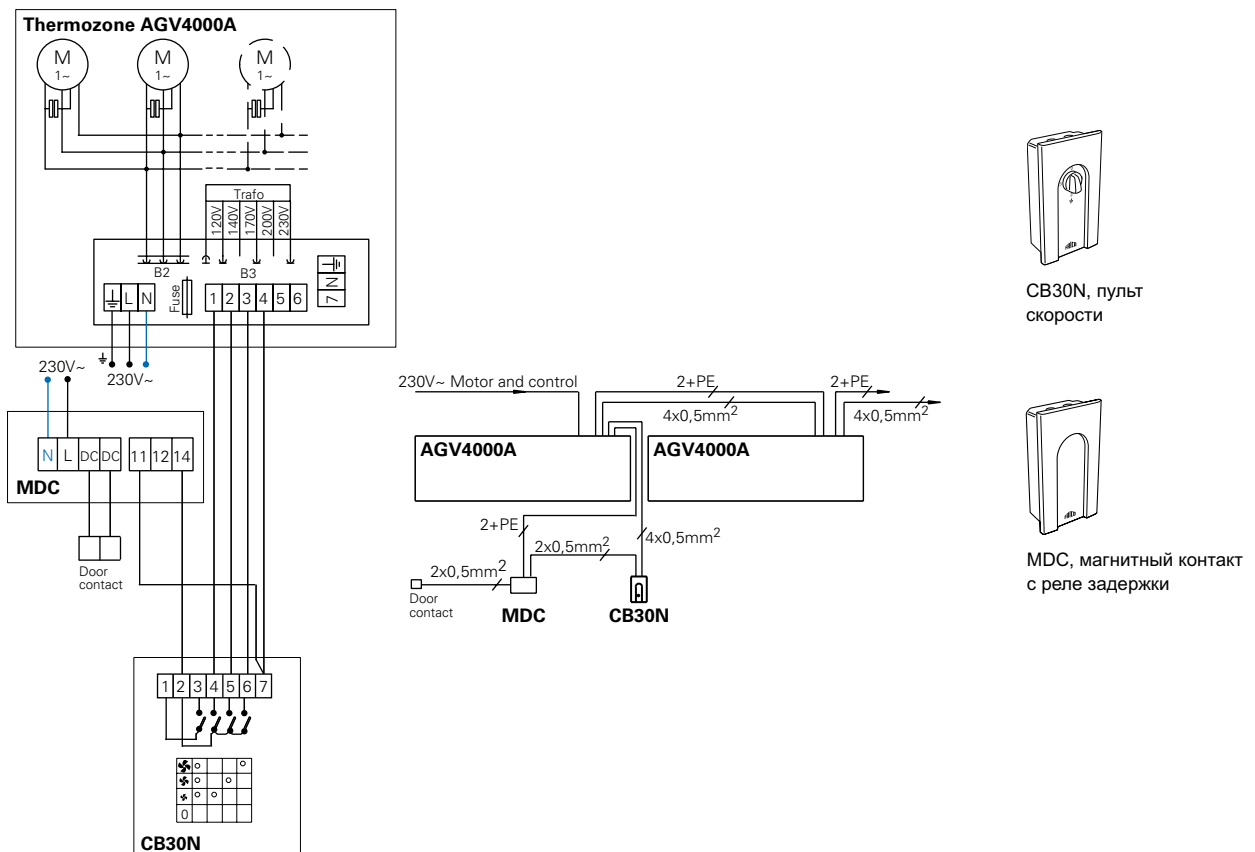 Thermozone AGV4000A
M
1~
M
1~
M
1~
Trafo
120V
140V
170V
200V
230V
B2
B3
Fuse
L N
1 2 3 4 5 6
7 N
230V~
230V~
N L DC DC 11 12 14
MDC
Door
contact
1 2 3 4 5 6 7
0
CB30N
230V~ Motor and control
2+PE
2+PE
4x0,5mm2
4x0,5mm2
AGV4000A
AGV4000A
2+PE
2x0,5mm2
4x0,5mm2
2x0,5mm2
Door
contact
MDC
CB30N
CB30N, пульт
скорости
MDC, магнитный контакт
с реле задержки